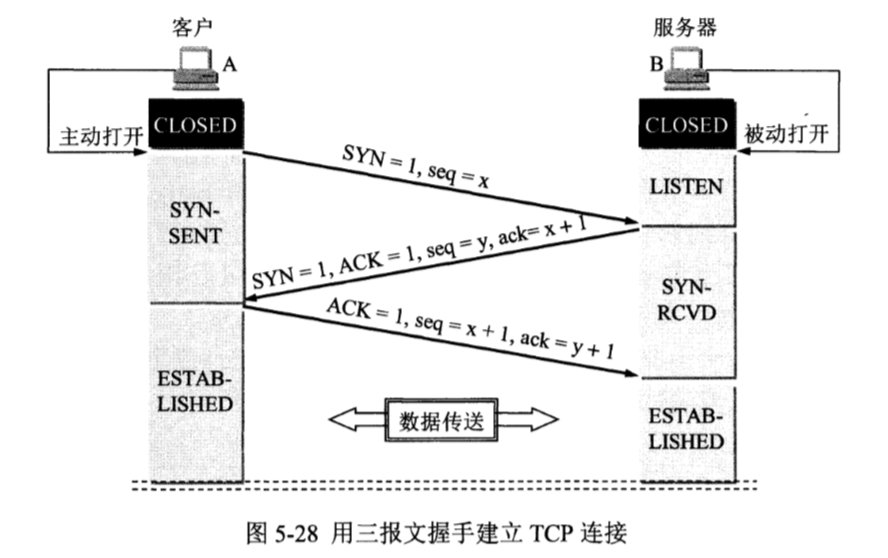 客户
服务器
A
B
CLOSED
CLOSED
主动打开
被动打开
SYN = 1, seq = x
LISTEN
SYN-
SENT
SYN = 1, ACK = 1, seq = y, ack= x + 1
SYN-
RCVD
ACK = 1, seq = x + 1, ack = y + 1
ESTAB-
LISHED
数据传送
ESTAB-
LISHED
图 5-28 用三报文握手建立 TCP 连接